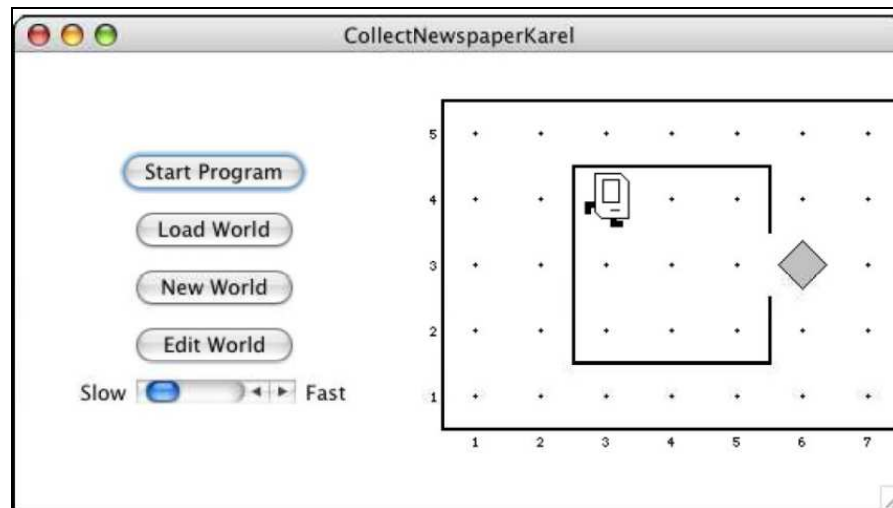 CollectNewspaperKarel
Start Program
Load World
New World
Edit World
Slow Fast
5
4
3
2
1
1 2 3 4 5 6 7